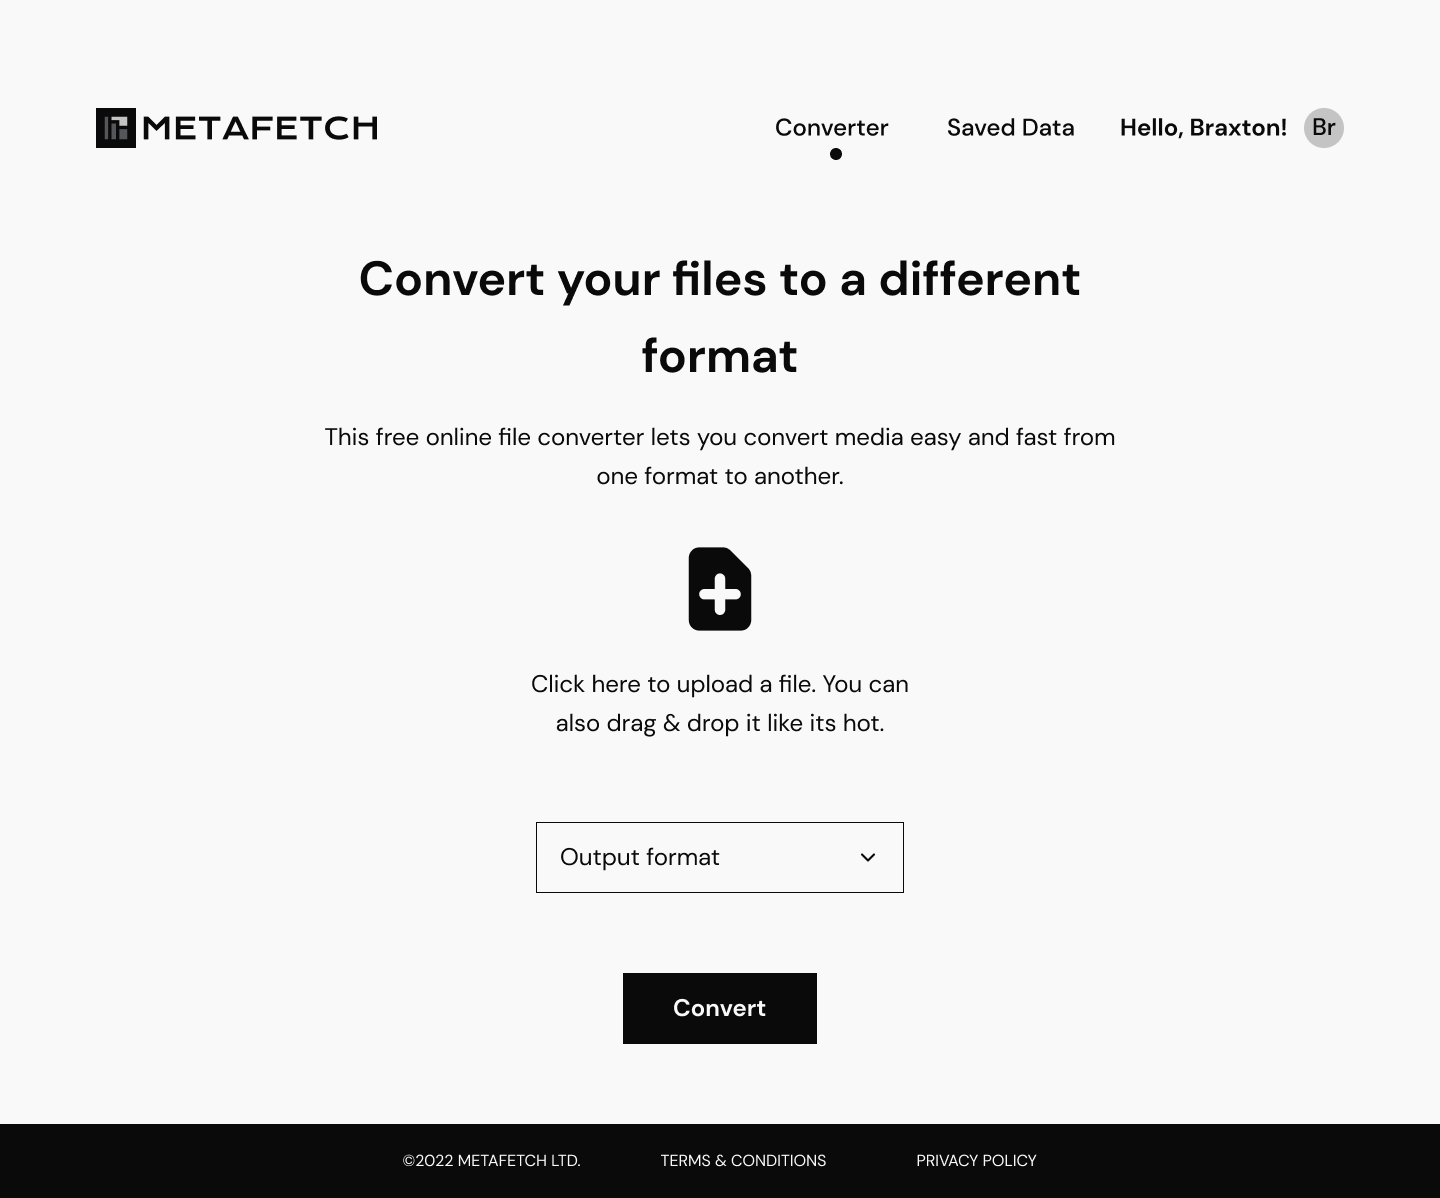 METAFETCH
Converter
Saved Data
Hello, Braxton!
Br
Convert your files to a different
format
This free online file converter lets you convert media easy and fast from
one format to another.
Click here to upload a file. You can
also drag & drop it like its hot.
Output format
Convert
©2022 METAFETCH LTD.
TERMS & CONDITIONS
PRIVACY POLICY